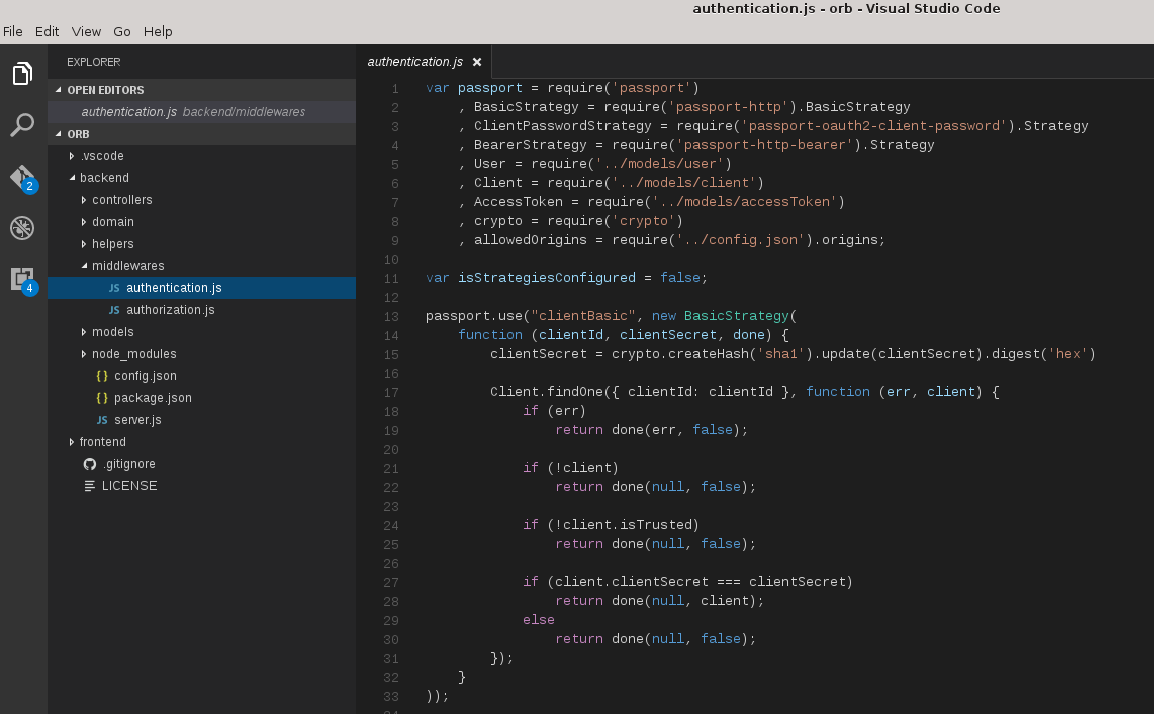 authentication.js - orb - Visual Studio Code
File Edit View Go Help
EXPLORER
OPEN EDITORS
authentication.js backend/middlewares
ORB
.vscode
backend
controllers
domain
helpers
middlewares
JS authentication.js
JS authorization.js
models
node_modules
{ } config.json
{ } package.json
JS server.js
frontend
.gitignore
LICENSE
2
4
authentication.js ×
1 var passport = require('passport')
2 , BasicStrategy = require('passport-http').BasicStrategy
3 , ClientPasswordStrategy = require('passport-oauth2-client-password').Strategy
4 , BearerStrategy = require('passport-http-bearer').Strategy
5 , User = require('../models/user')
6 , Client = require('../models/client')
7 , AccessToken = require('../models/accessToken')
8 , crypto = require('crypto')
9 , allowedOrigins = require('../config.json').origins;
10
11 var isStrategiesConfigured = false;
12
13 passport.use("clientBasic", new BasicStrategy(
14 function (clientId, clientSecret, done) {
15 clientSecret = crypto.createHash('sha1').update(clientSecret).digest('hex')
16
17 Client.findOne({ clientId: clientId }, function (err, client) {
18 if (err)
19 return done(err, false);
20
21 if (!client)
22 return done(null, false);
23
24 if (!client.isTrusted)
25 return done(null, false);
26
27 if (client.clientSecret === clientSecret)
28 return done(null, client);
29 else
30 return done(null, false);
31 });
32 }
33 ));